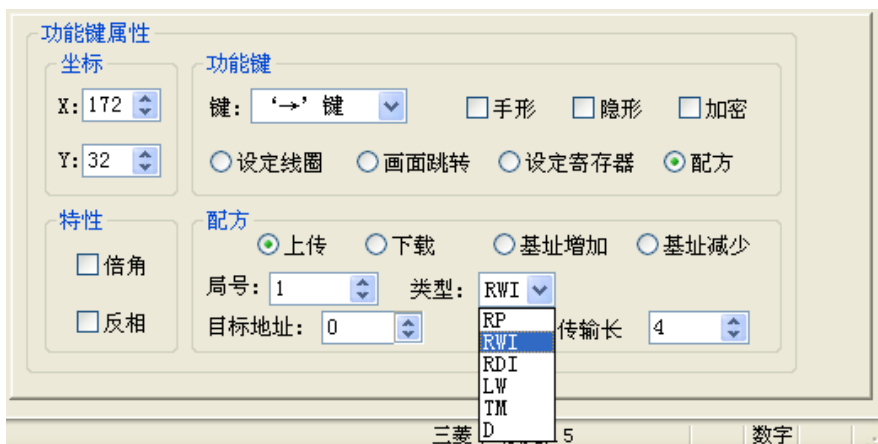 功能键属性
坐标
X: 172
Y: 32
功能键
键: ‘→’ 键
手形 隐形 加密
设定线圈 画面跳转 设定寄存器 配方
特性
倍角
反相
配方
上传 下载 基址增加 基址减少
局号: 1 类型: RWI
目标地址: 0 传输长 4
RP
RWI
RDI
LW
TM
D
三菱 5 数字